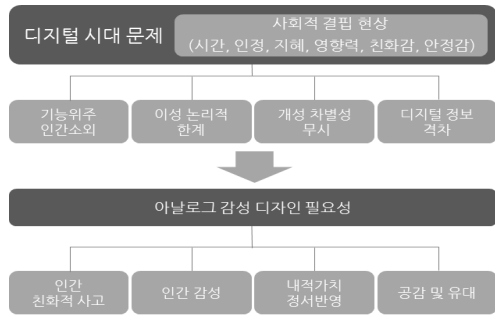 디지털 시대 문제
사회적 결핍 현상
(시간, 인정, 지혜, 영향력, 친화감, 안정감)
기능위주
인간소외
이성 논리적
한계
개성 차별성
무시
디지털 정보
격차
아날로그 감성 디자인 필요성
인간
친화적 사고
인간 감성
내적가치
정서반영
공감 및 유대